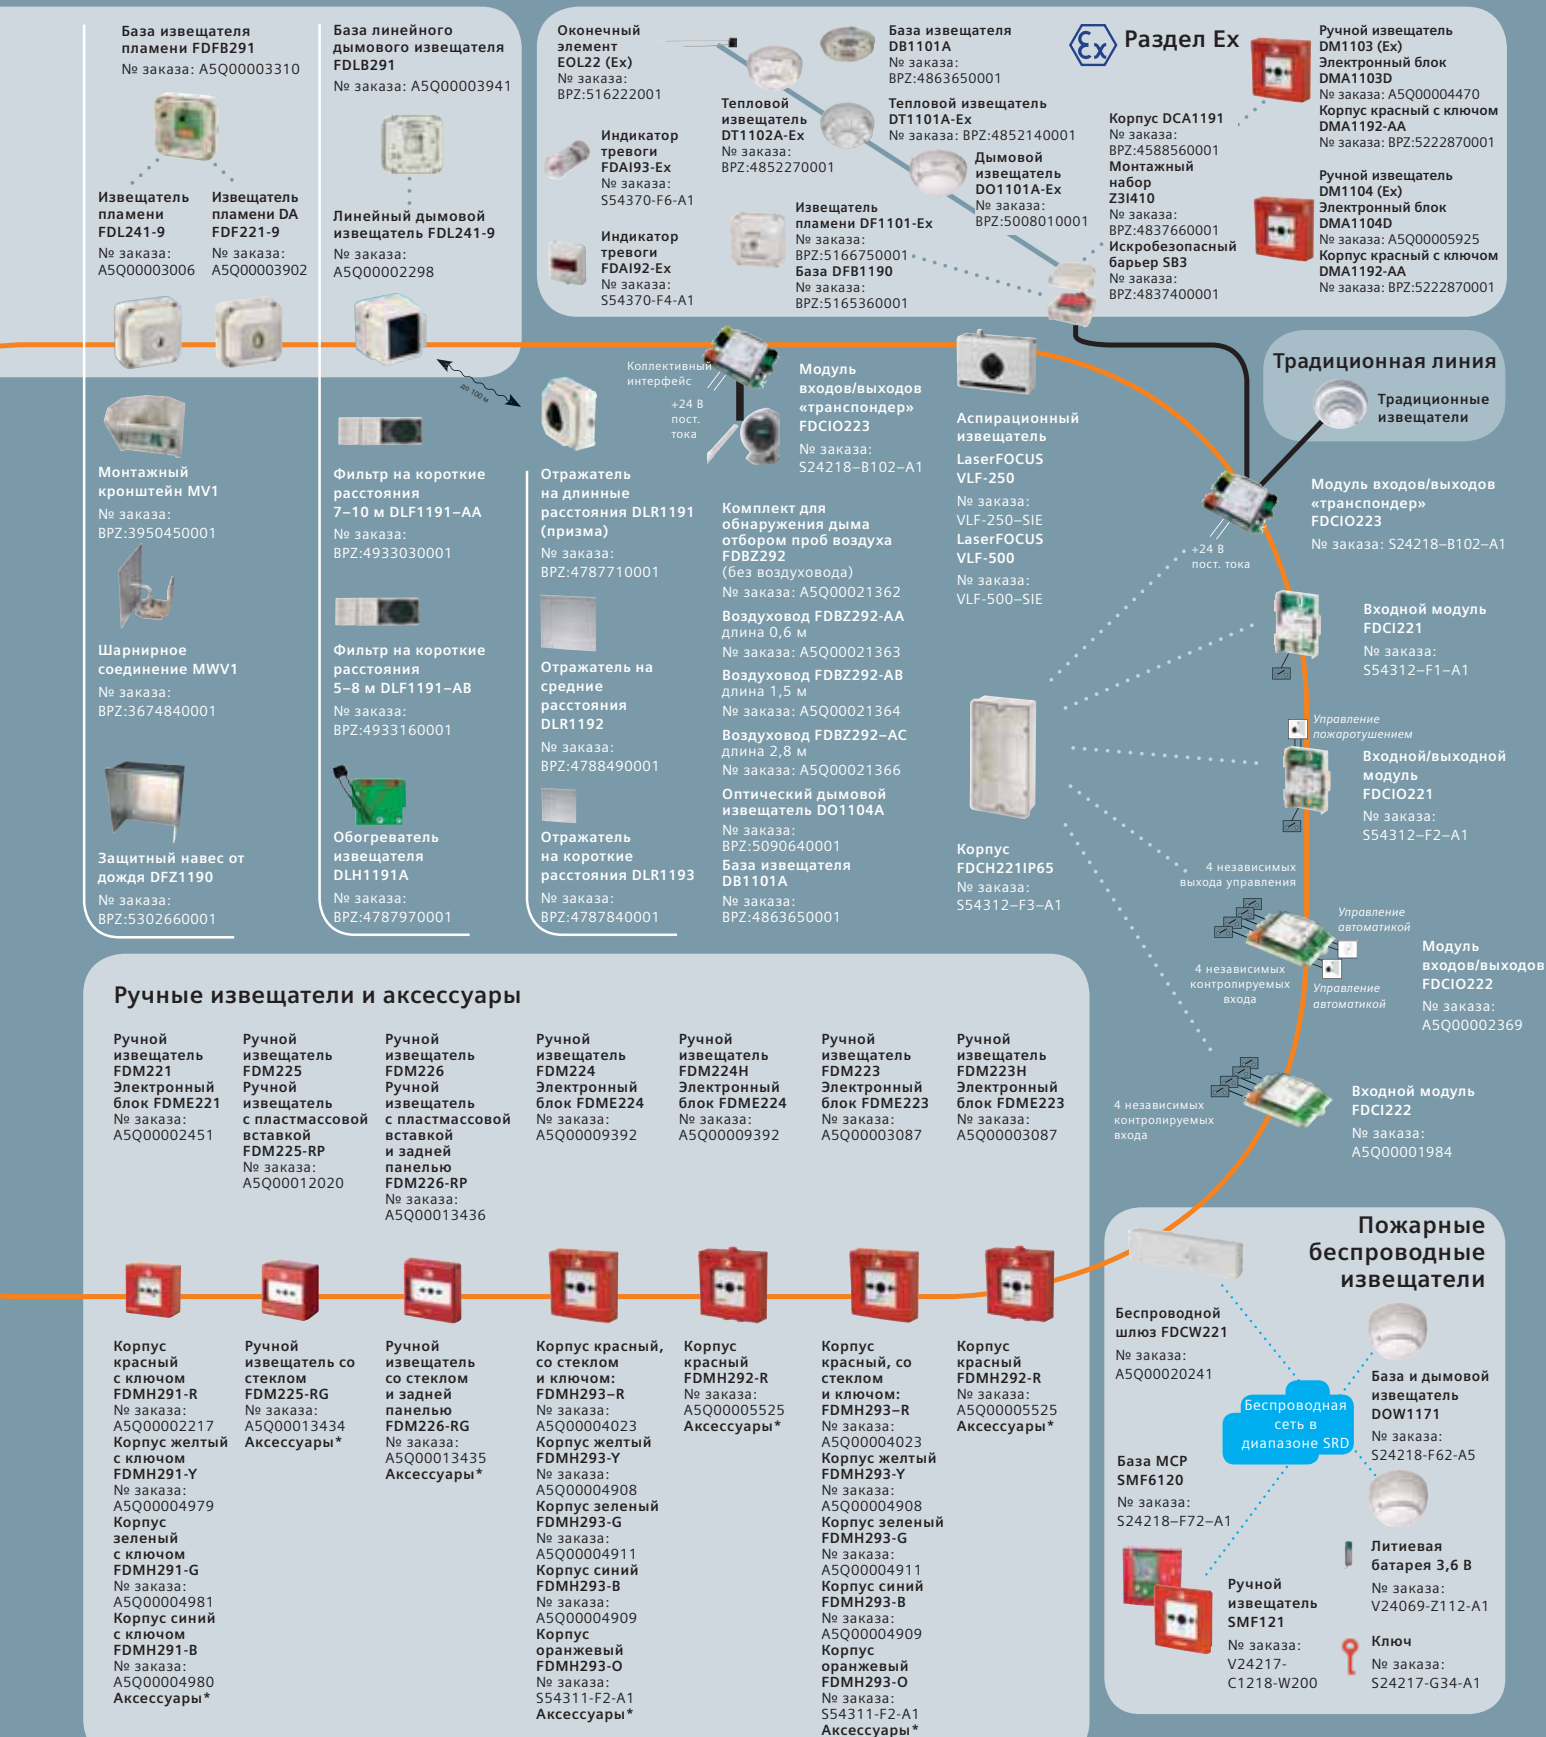 База извещателя
пламени FDFB291
№ заказа: A5Q00003310
Извещатель
пламени
FDL241-9
№ заказа:
A5Q00003006
Извещатель
пламени DA
FDF221-9
№ заказа:
A5Q00003902
База линейного
дымового извещателя
FDLB291
№ заказа: A5Q00003941
Линейный дымовой
извещатель FDL241-9
№ заказа:
A5Q00002298
до 100 м
Оконечный
элемент
EOL22 (Ex)
№ заказа:
BPZ:516222001
Индикатор
тревоги
FDAI93-Ex
№ заказа:
S54370-F6-A1
Индикатор
тревоги
FDAI92-Ex
№ заказа:
S54370-F4-A1
Тепловой
извещатель
DT1102A-Ex
№ заказа:
BPZ:4852270001
База извещателя
DB1101A
№ заказа:
BPZ:4863650001
Тепловой извещатель
DT1101A-Ex
№ заказа: BPZ:4852140001
Дымовой
извещатель
DO1101A-Ex
№ заказа:
BPZ:5008010001
Извещатель
пламени DF1101-Ex
№ заказа:
BPZ:5166750001
База DFB1190
№ заказа:
BPZ:5165360001
Ex
Раздел Ex
Корпус DCA1191
№ заказа:
BPZ:4588560001
Монтажный
набор
Z3I410
№ заказа:
BPZ:4837660001
Искробезопасный
барьер SB3
№ заказа:
BPZ:4837400001
Ручной извещатель
DM1103 (Ex)
Электронный блок
DMA1103D
№ заказа: A5Q00004470
Корпус красный с ключом
DMA1192-AA
№ заказа: BPZ:5222870001
Ручной извещатель
DM1104 (Ex)
Электронный блок
DMA1104D
№ заказа: A5Q00005925
Корпус красный с ключом
DMA1192-AA
№ заказа: BPZ:5222870001
Традиционная линия
Традиционные
извещатели
Монтажный
кронштейн MV1
№ заказа:
BPZ:3950450001
Шарнирное
соединение MWV1
№ заказа:
BPZ:3674840001
Защитный навес от
дождя DFZ1190
№ заказа:
BPZ:5302660001
Фильтр на короткие
расстояния
7–10 м DLF1191–AA
№ заказа:
BPZ:4933030001
Фильтр на короткие
расстояния
5–8 м DLF1191–AB
№ заказа:
BPZ:4933160001
Обогреватель
извещателя
DLH1191A
№ заказа:
BPZ:4787970001
Отражатель
на длинные
расстояния DLR1191
(призма)
№ заказа:
BPZ:4787710001
Отражатель на
средние
расстояния
DLR1192
№ заказа:
BPZ:4788490001
Отражатель
на короткие
расстояния DLR1193
№ заказа:
BPZ:4787840001
Коллективный
интерфейс
+24 В
пост.
тока
Модуль
входов/выходов
«транспондер»
FDCIO223
№ заказа:
S24218–B102–A1
Комплект для
обнаружения дыма
отбором проб воздуха
FDBZ292
(без воздуховода)
№ заказа: A5Q00021362
Воздуховод FDBZ292-AA
длина 0,6 м
№ заказа: A5Q00021363
Воздуховод FDBZ292-AB
длина 1,5 м
№ заказа: A5Q00021364
Воздуховод FDBZ292–AC
длина 2,8 м
№ заказа: A5Q00021366
Оптический дымовой
извещатель DO1104A
№ заказа:
BPZ:5090640001
База извещателя
DB1101A
№ заказа:
BPZ:4863650001
Аспирационный
извещатель
LaserFOCUS
VLF-250
№ заказа:
VLF-250–SIE
LaserFOCUS
VLF-500
№ заказа:
VLF-500–SIE
Корпус
FDCH221IP65
№ заказа:
S54312–F3–A1
Модуль входов/выходов
«транспондер»
FDCIO223
№ заказа: S24218–B102–A1
+24 В
пост. тока
Входной модуль
FDCI221
№ заказа:
S54312–F1–A1
Управление
пожаротушением
Входной/выходной
модуль
FDCIO221
№ заказа:
S54312–F2–A1
4 независимых
выхода управления
Управление
автоматикой
4 независимых
контролируемых
входа
Управление
автоматикой
Модуль
входов/выходов
FDCIO222
№ заказа:
A5Q00002369
4 независимых
контролируемых
входа
Входной модуль
FDCI222
№ заказа:
A5Q00001984
Ручные извещатели и аксессуары
Ручной
извещатель
FDM221
Электронный
блок FDME221
№ заказа:
A5Q00002451
Ручной
извещатель
FDM225
Ручной
извещатель
с пластмассовой
вставкой
FDM225-RP
№ заказа:
A5Q00012020
Ручной
извещатель
FDM226
Ручной
извещатель
с пластмассовой
вставкой
и задней
панелью
FDM226-RP
№ заказа:
A5Q00013436
Ручной
извещатель
FDM224
Электронный
блок FDME224
№ заказа:
A5Q00009392
Ручной
извещатель
FDM224H
Электронный
блок FDME224
№ заказа:
A5Q00009392
Ручной
извещатель
FDM223
Электронный
блок FDME223
№ заказа:
A5Q00003087
Ручной
извещатель
FDM223H
Электронный
блок FDME223
№ заказа:
A5Q00003087
Корпус
красный
с ключом
FDMH291-R
№ заказа:
A5Q00002217
Корпус желтый
с ключом
FDMH291-Y
№ заказа:
A5Q00004979
Корпус
зеленый
с ключом
FDMH291-G
№ заказа:
A5Q00004981
Корпус синий
с ключом
FDMH291-B
№ заказа:
A5Q00004980
Аксессуары*
Ручной
извещатель со
стеклом
FDM225-RG
№ заказа:
A5Q00013434
Аксессуары*
Ручной
извещатель
со стеклом
и задней
панелью
FDM226-RG
№ заказа:
A5Q00013435
Аксессуары*
Корпус красный,
со стеклом
и ключом:
FDMH293–R
№ заказа:
A5Q00004023
Корпус желтый
FDMH293-Y
№ заказа:
A5Q00004908
Корпус зеленый
FDMH293-G
№ заказа:
A5Q00004911
Корпус синий
FDMH293-B
№ заказа:
A5Q00004909
Корпус
оранжевый
FDMH293-O
№ заказа:
S54311-F2-A1
Аксессуары*
Корпус
красный
FDMH292-R
№ заказа:
A5Q00005525
Аксессуары*
Корпус
красный, со
стеклом
и ключом:
FDMH293–R
№ заказа:
A5Q00004023
Корпус желтый
FDMH293-Y
№ заказа:
A5Q00004908
Корпус зеленый
FDMH293-G
№ заказа:
A5Q00004911
Корпус синий
FDMH293-B
№ заказа:
A5Q00004909
Корпус
оранжевый
FDMH293-O
№ заказа:
S54311-F2-A1
Аксессуары*
Корпус
красный
FDMH292-R
№ заказа:
A5Q00005525
Аксессуары*
Пожарные
беспроводные
извещатели
Беспроводной
шлюз FDCW221
№ заказа:
A5Q00020241
Беспроводная
сеть в
диапазоне SRD
База и дымовой
извещатель
DOW1171
№ заказа:
S24218-F62-A5
База MCP
SMF6120
№ заказа:
S24218–F72–A1
Ручной
извещатель
SMF121
№ заказа:
V24217-
C1218-W200
Литиевая
батарея 3,6 В
№ заказа:
V24069-Z112-A1
Ключ
№ заказа:
S24217-G34-A1